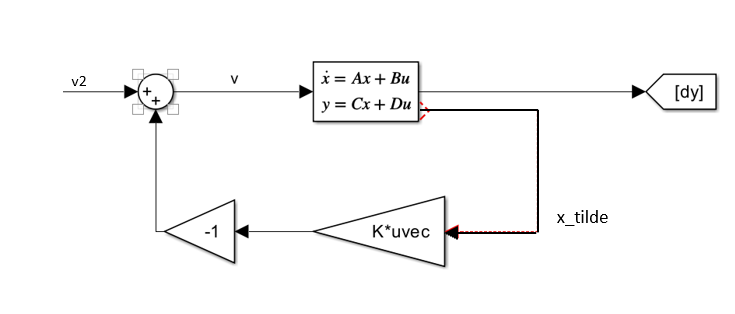 v2
+
+
v
ẋ = Ax + Bu
y = Cx + Du
[dy]
-1
K*uvec
x_tilde